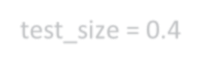 test_size = 0.4